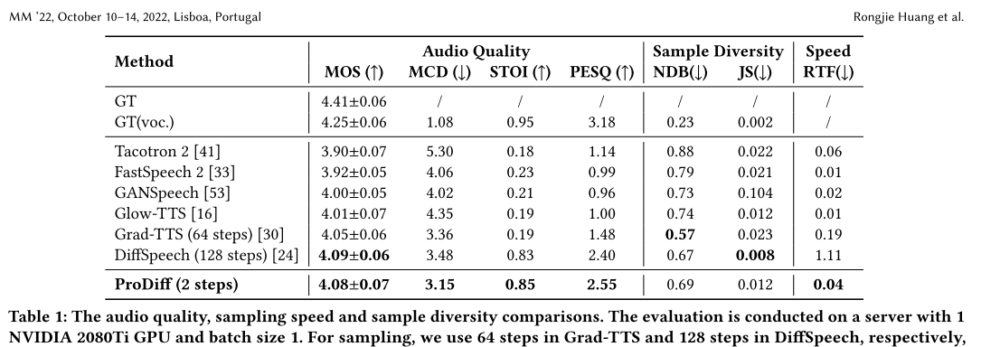 MM '22, October 10–14, 2022, Lisboa, Portugal Rongjie Huang et al.
Method Audio Quality Sample Diversity Speed
MOS (↑) MCD (↓) STOI (↑) PESQ (↑) NDB(↓) JS(↓) RTF(↓)
GT 4.41±0.06 / / / / / /
GT(voc.) 4.25±0.06 1.08 0.95 3.18 0.23 0.002 /
Tacotron 2 [41] 3.90±0.07 5.30 0.18 1.14 0.88 0.022 0.06
FastSpeech 2 [33] 3.92±0.05 4.06 0.23 0.99 0.79 0.021 0.01
GANSpeech [53] 4.00±0.05 4.02 0.21 0.96 0.73 0.104 0.02
Glow-TTS [16] 4.01±0.07 4.35 0.19 1.00 0.74 0.012 0.01
Grad-TTS (64 steps) [30] 4.05±0.06 3.36 0.19 1.48 0.57 0.023 0.19
DiffSpeech (128 steps) [24] 4.09±0.06 3.48 0.83 2.40 0.67 0.008 1.11
ProDiff (2 steps) 4.08±0.07 3.15 0.85 2.55 0.69 0.012 0.04
Table 1: The audio quality, sampling speed and sample diversity comparisons. The evaluation is conducted on a server with 1
NVIDIA 2080Ti GPU and batch size 1. For sampling, we use 64 steps in Grad-TTS and 128 steps in DiffSpeech, respectively,